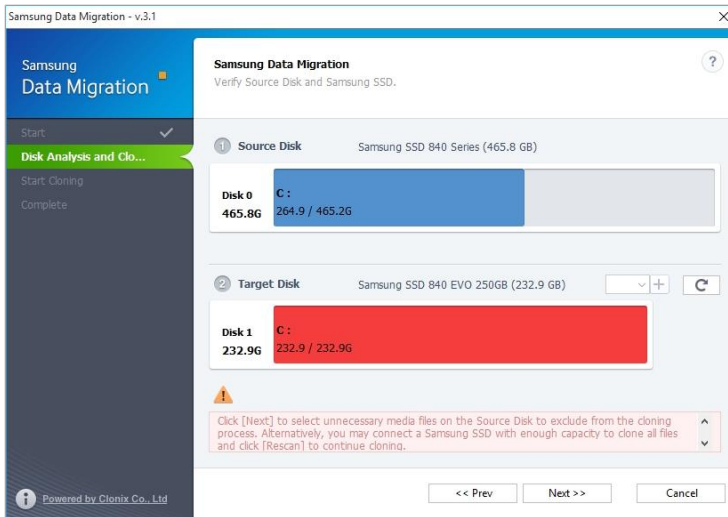 Samsung Data Migration - v.3.1
Samsung
Data Migration
Start
Disk Analysis and Clo...
Start Cloning
Complete
Powered by Clonix Co., Ltd
Samsung Data Migration
Verify Source Disk and Samsung SSD.
?
1 Source Disk Samsung SSD 840 Series (465.8 GB)
Disk 0
465.8G
C :
264.9 / 465.2G
2 Target Disk Samsung SSD 840 EVO 250GB (232.9 GB)
Disk 1
232.9G
C :
232.9 / 232.9G
Click [Next] to select unnecessary media files on the Source Disk to exclude from the cloning
process. Alternatively, you may connect a Samsung SSD with enough capacity to clone all files
and click [Rescan] to continue cloning.
<< Prev Next >> Cancel